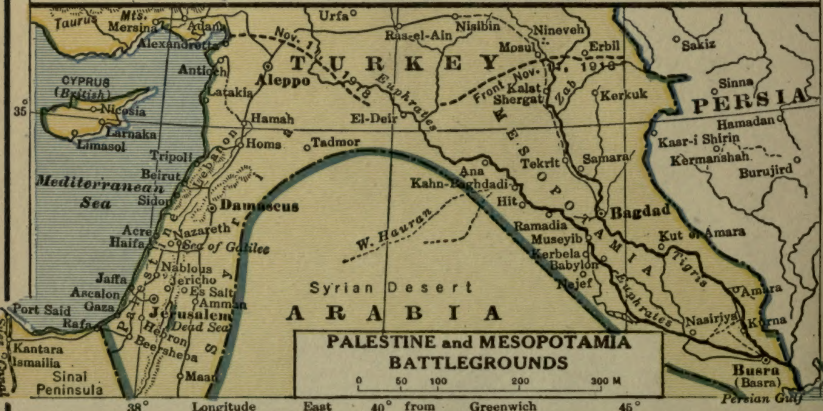 Taurus
Mts.
Mersina
Adana
Urfa
Ras-el-Ain
Nisibin
Nineveh
Mosul
Erbil
Sakiz
Alexandretta
Nov. 1
1918
TURKEY
Antioch
Aleppo
Euphrates
Front Nov.
1918
Kalat
Shergat
Zab
Kerkuk
Sinna
PERSIA
CYPRUS
(British)
Nicosia
Larnaka
Limasol
Latakia
35°
Hamah
Homs
El-Deir
Tadmor
Hamadan
Kasr-i Shirin
Kermanshah
Burujird
MESOPOTAMIA
Tekrit
Samara
Tripoli
Lebanon
Beirut
Mediterranean
Sea
Sidon
Ana
Kahn-Baghdadi
Hit
Damascus
Bagdad
Acre
Haifa
Nazareth
Sea of Galilee
W. Hauran
Ramadia
Museyib
Kerbela
Babylon
Nejef
Kut el Amara
Tigris
Euphrates
Jaffa
Ascalon
Gaza
Nablous
Jericho
Es Salt
Amman
Palestine
Syria
Syrian Desert
ARABIA
Amara
Port Said
Rafa
Jerusalem
Dead Sea
Hebron
Beersheba
Nasiriya
Korna
Kantara
Ismailia
Sinai
Peninsula
Maan
PALESTINE and MESOPOTAMIA
BATTLEGROUNDS
0 50 100 200 300 M
Busra
(Basra)
Persian Gulf
38°
Longitude
East
40°
from
Greenwich
45°